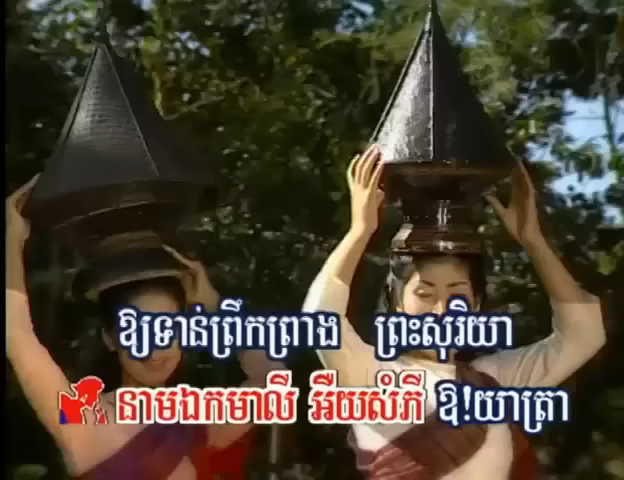 ឱ្យទាន់ព្រឹកព្រាង ព្រះសុរិយា
នាមឯកមាលី អឺយសំភី ឱ!យាត្រា